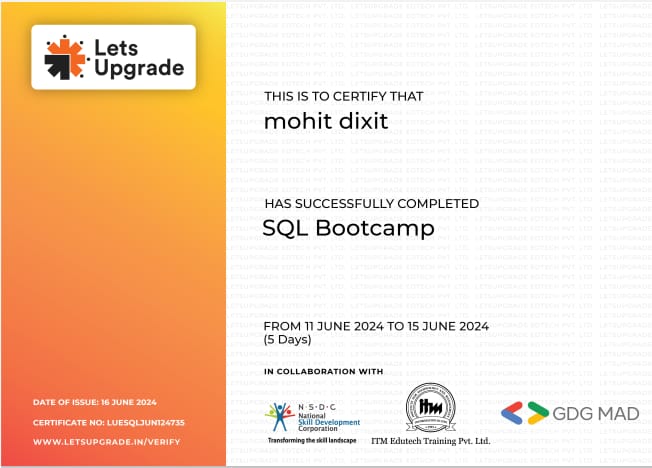 Lets
Upgrade
THIS IS TO CERTIFY THAT
mohit dixit
HAS SUCCESSFULLY COMPLETED
SQL Bootcamp
FROM 11 JUNE 2024 TO 15 JUNE 2024
(5 Days)
IN COLLABORATION WITH
DATE OF ISSUE: 16 JUNE 2024
CERTIFICATE NO: LUESQLJUN124735
WWW.LETSUPGRADE.IN/VERIFY
N·S·D·C
National
Skill Development
Corporation
Transforming the skill landscape
itm
ITM Edutech Training Pvt. Ltd.
GDG MAD